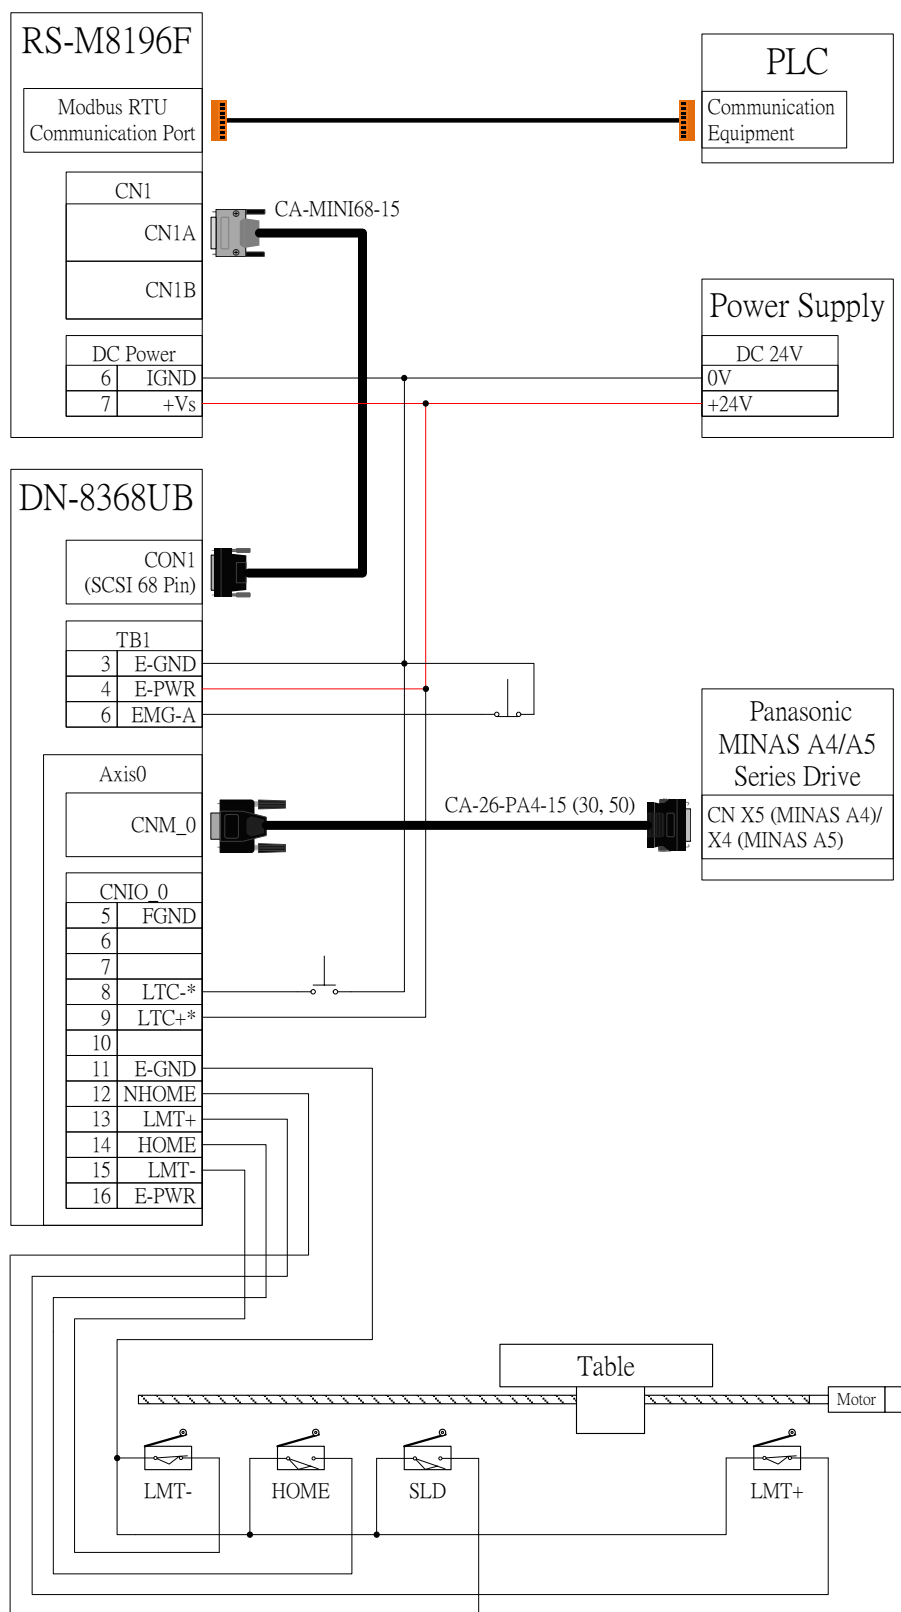 RS-M8196F
Modbus RTU
Communication Port
PLC
Communication
Equipment
CN1
CN1A
CN1B
CA-MINI68-15
Power Supply
DC 24V
0V
+24V
DC Power
6 IGND
7 +Vs
DN-8368UB
CON1
(SCSI 68 Pin)
TB1
3 E-GND
4 E-PWR
6 EMG-A
Panasonic
MINAS A4/A5
Series Drive
CN X5 (MINAS A4)/
X4 (MINAS A5)
Axis0
CNM_0
CA-26-PA4-15 (30, 50)
CNIO_0
5 FGND
6
7
8 LTC-*
9 LTC+*
10
11 E-GND
12 NHOME
13 LMT+
14 HOME
15 LMT-
16 E-PWR
Table
Motor
LMT-
HOME
SLD
LMT+